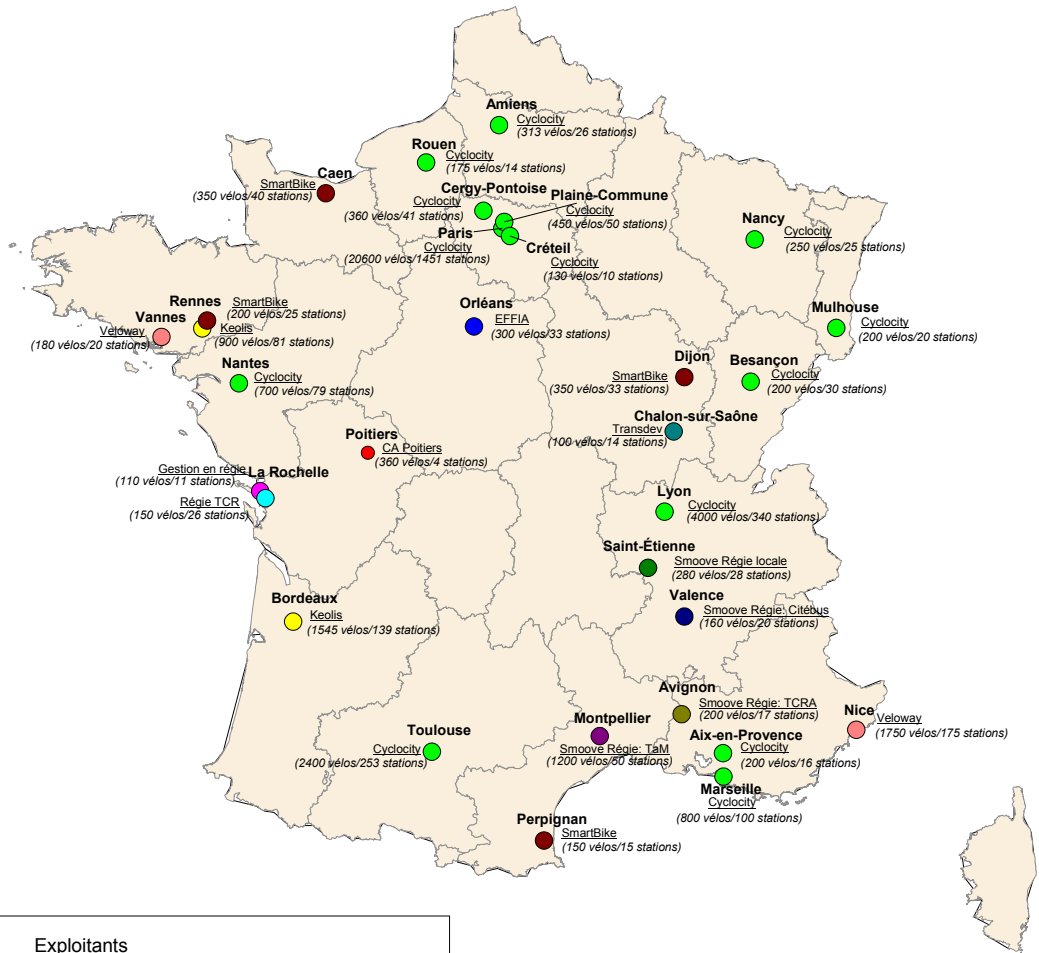 Amiens
Cyclocity
(313 vélos/26 stations)
Rouen
Cyclocity
(175 vélos/14 stations)
Caen
SmartBike
(350 vélos/40 stations)
Cergy-Pontoise
Cyclocity
(360 vélos/41 stations)
Plaine-Commune
Cyclocity
(450 vélos/50 stations)
Paris
Cyclocity
(20600 vélos/1451 stations)
Créteil
Cyclocity
(130 vélos/10 stations)
Nancy
Cyclocity
(250 vélos/25 stations)
Rennes
SmartBike
(200 vélos/25 stations)
Keolis
(900 vélos/81 stations)
Vannes
Veloway
(180 vélos/20 stations)
Orléans
EFFIA
(300 vélos/33 stations)
Mulhouse
Cyclocity
(200 vélos/20 stations)
Nantes
Cyclocity
(700 vélos/79 stations)
Dijon
SmartBike
(350 vélos/33 stations)
Besançon
Cyclocity
(200 vélos/30 stations)
Chalon-sur-Saône
Transdev
(100 vélos/14 stations)
Poitiers
CA Poitiers
(360 vélos/4 stations)
La Rochelle
Gestion en régie
(110 vélos/11 stations)
Régie TCR
(150 vélos/26 stations)
Lyon
Cyclocity
(4000 vélos/340 stations)
Saint-Étienne
Smoove Régie locale
(280 vélos/28 stations)
Bordeaux
Keolis
(1545 vélos/139 stations)
Valence
Smoove Régie: Citébus
(160 vélos/20 stations)
Avignon
Smoove Régie: TCRA
(200 vélos/17 stations)
Nice
Veloway
(1750 vélos/175 stations)
Toulouse
Cyclocity
(2400 vélos/253 stations)
Montpellier
Smoove Régie: TaM
(1200 vélos/50 stations)
Aix-en-Provence
Cyclocity
(200 vélos/16 stations)
Marseille
Cyclocity
(800 vélos/100 stations)
Perpignan
SmartBike
(150 vélos/15 stations)
Exploitants